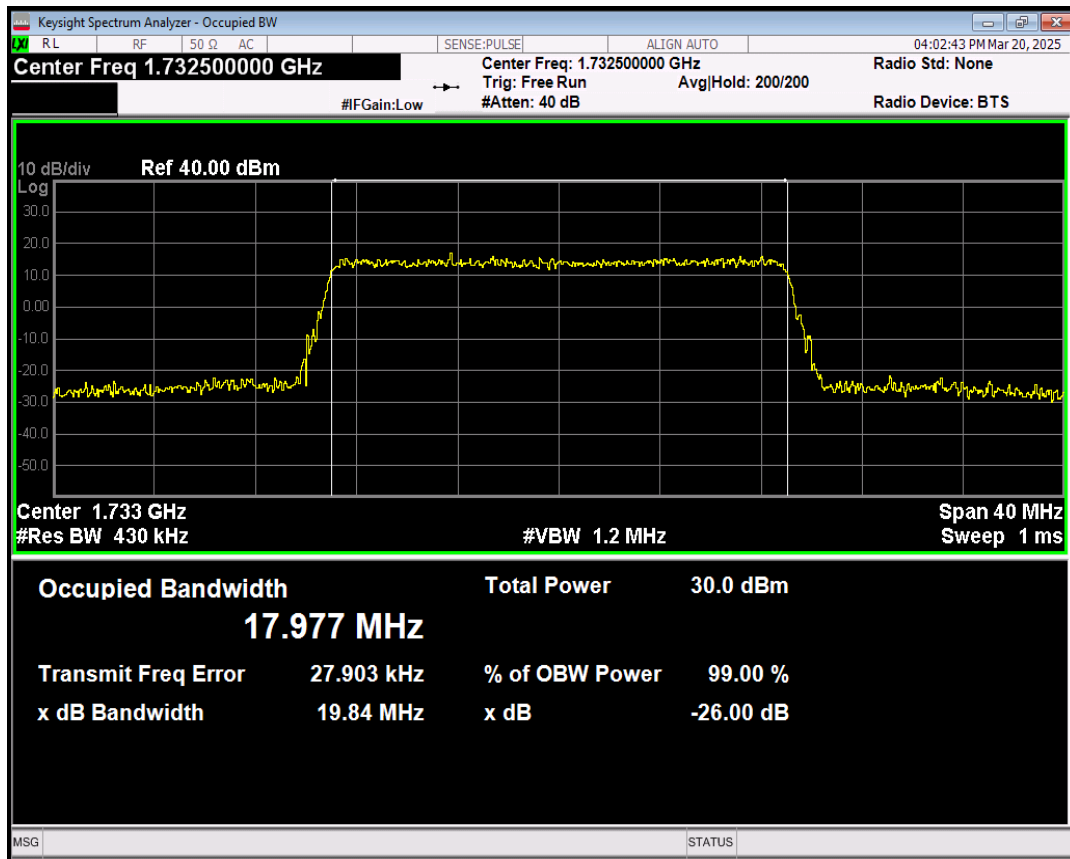 Keysight Spectrum Analyzer - Occupied BW
LXI RL RF 50 Ω AC SENSE:PULSE ALIGN AUTO 04:02:43 PM Mar 20, 2025
Center Freq 1.732500000 GHz Center Freq: 1.732500000 GHz Radio Std: None
Trig: Free Run Avg|Hold: 200/200
#IFGain:Low #Atten: 40 dB Radio Device: BTS
10 dB/div Ref 40.00 dBm
Log
30.0
20.0
10.0
0.00
-10.0
-20.0
-30.0
-40.0
-50.0
Center 1.733 GHz Span 40 MHz
#Res BW 430 kHz #VBW 1.2 MHz Sweep 1 ms
Occupied Bandwidth Total Power 30.0 dBm
17.977 MHz
Transmit Freq Error 27.903 kHz % of OBW Power 99.00 %
x dB Bandwidth 19.84 MHz x dB -26.00 dB
MSG STATUS